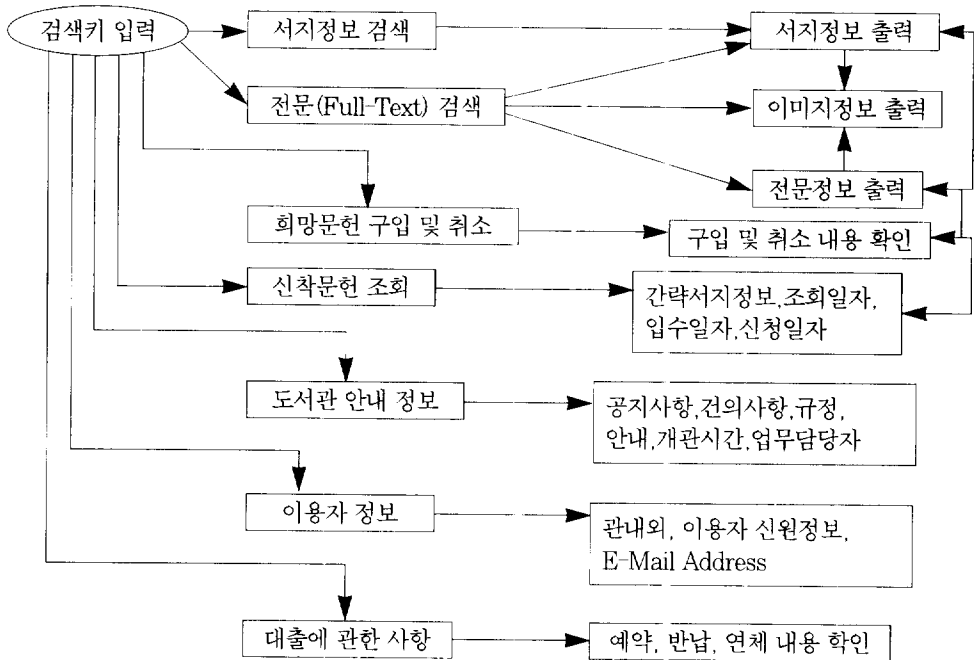 검색키 입력
서지정보 검색
서지정보 출력
전문(Full-Text) 검색
이미지정보 출력
전문정보 출력
희망문헌 구입 및 취소
구입 및 취소 내용 확인
신착문헌 조회
간략서지정보,조회일자,
입수일자,신청일자
도서관 안내 정보
공지사항,건의사항,규정,
안내,개관시간,업무담당자
이용자 정보
관내외, 이용자 신원정보,
E-Mail Address
대출에 관한 사항
예약, 반납, 연체 내용 확인